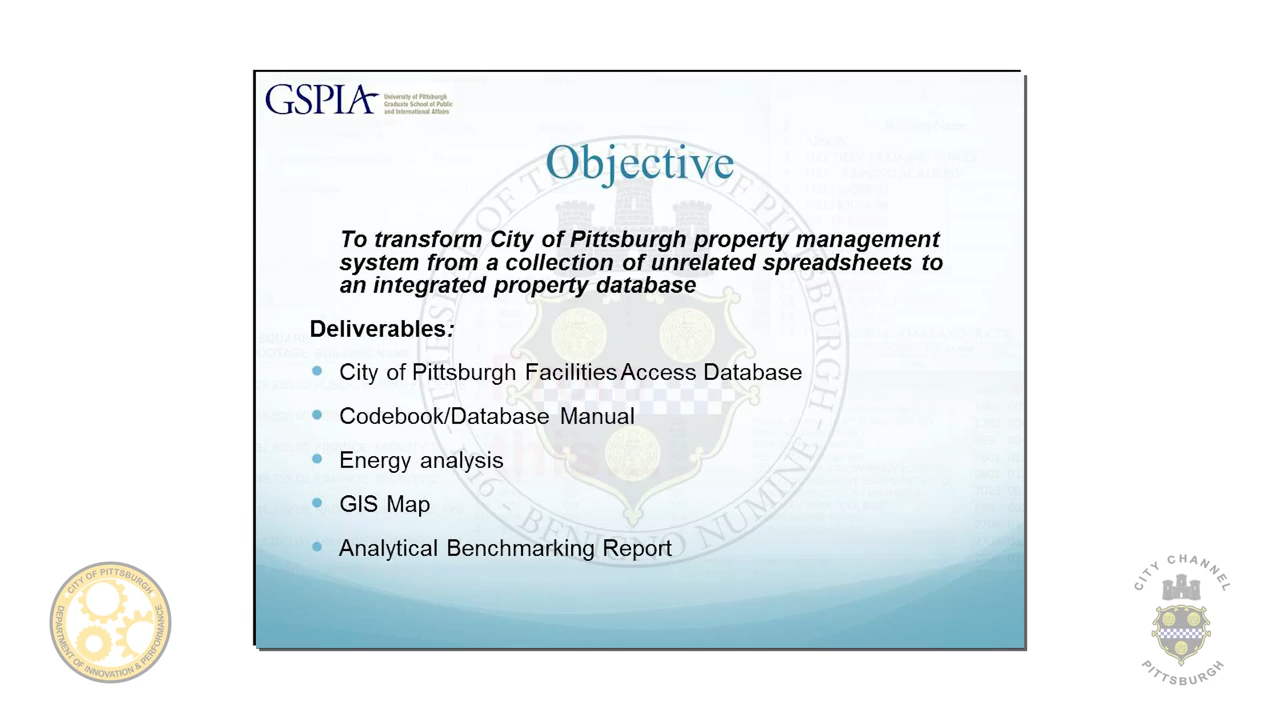 GSPIA
University of Pittsburgh
Graduate School of Public
and International Affairs
Objective
To transform City of Pittsburgh property management
system from a collection of unrelated spreadsheets to
an integrated property database
Deliverables:
City of Pittsburgh Facilities Access Database
Codebook/Database Manual
Energy analysis
GIS Map
Analytical Benchmarking Report
CITY OF PITTSBURGH
DEPARTMENT OF INNOVATION & PERFORMANCE
CITY CHANNEL
PITTSBURGH